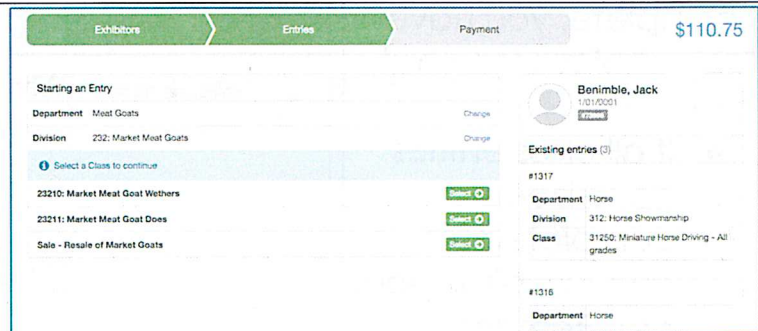 Exhibitors
Entries
Payment
$110.75
Starting an Entry
Department Meat Goats Change
Division 232: Market Meat Goats Change
Select a Class to continue
23210: Market Meat Goat Wethers Select
23211: Market Meat Goat Does Select
Sale - Resale of Market Goats Select
Benimble, Jack
1/01/0001
Existing entries (3)
#1317
Department Horse
Division 312: Horse Showmanship
Class 31250: Miniature Horse Driving - All
grades
#1316
Department Horse